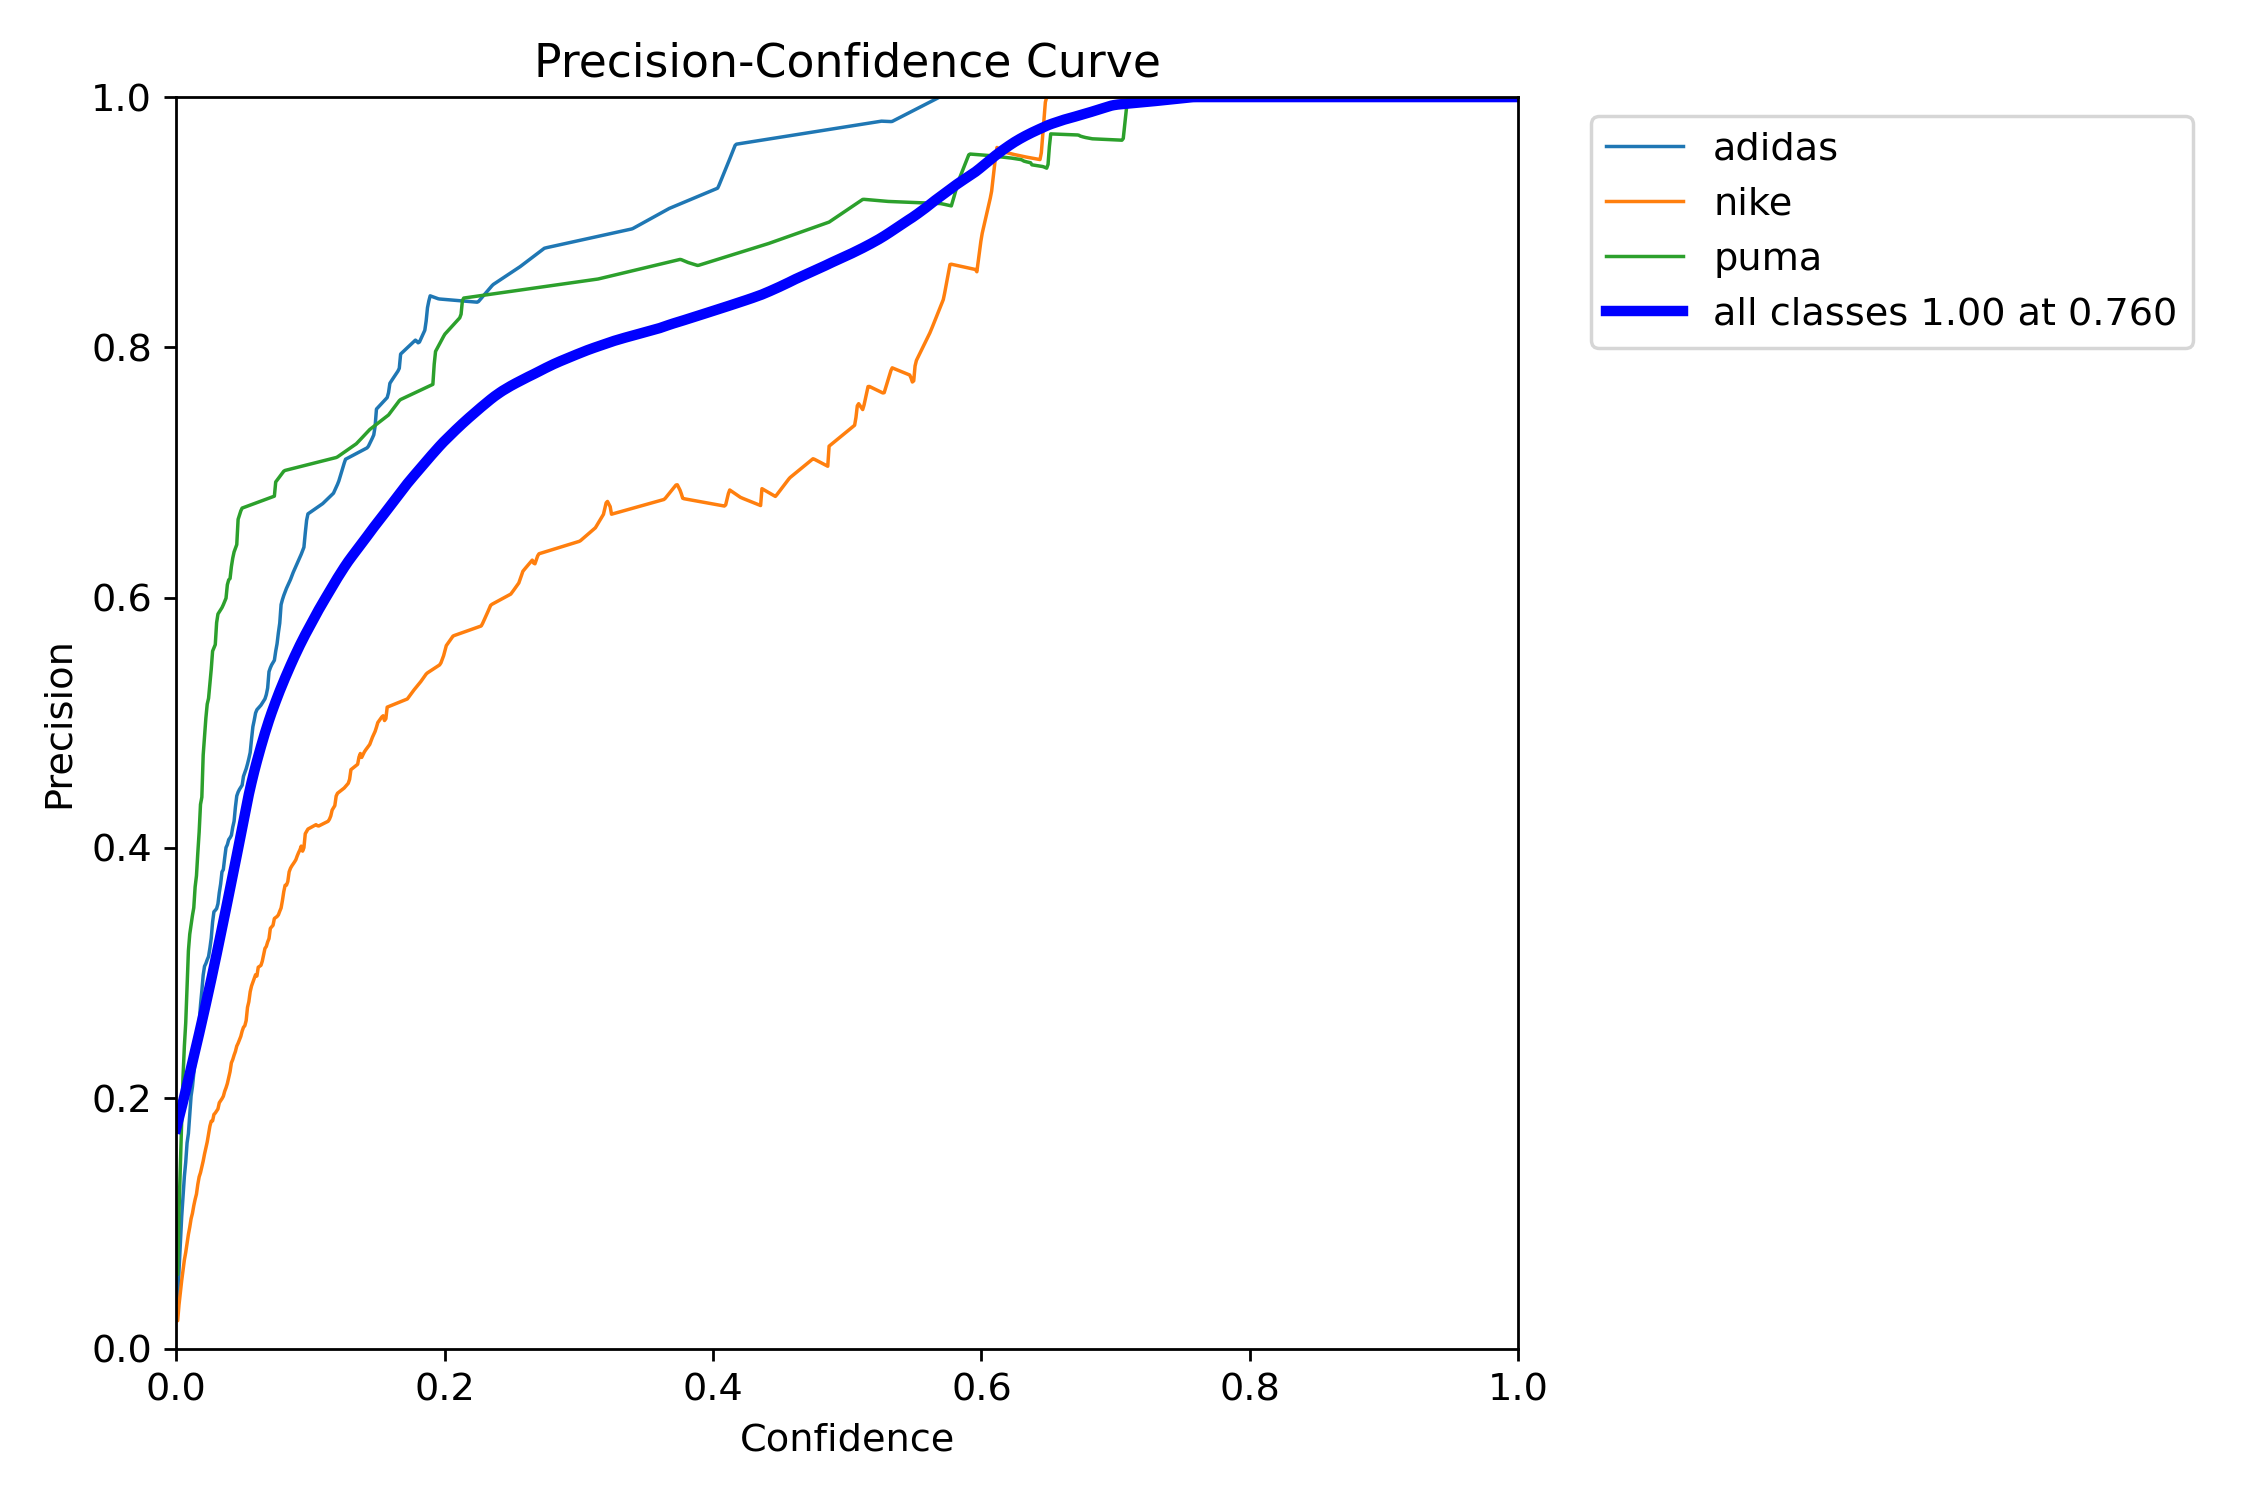 Precision-Confidence Curve
1.0
0.8
0.6
0.4
0.2
0.0
Precision
0.0 0.2 0.4 0.6 0.8 1.0
Confidence
adidas
nike
puma
all classes 1.00 at 0.760